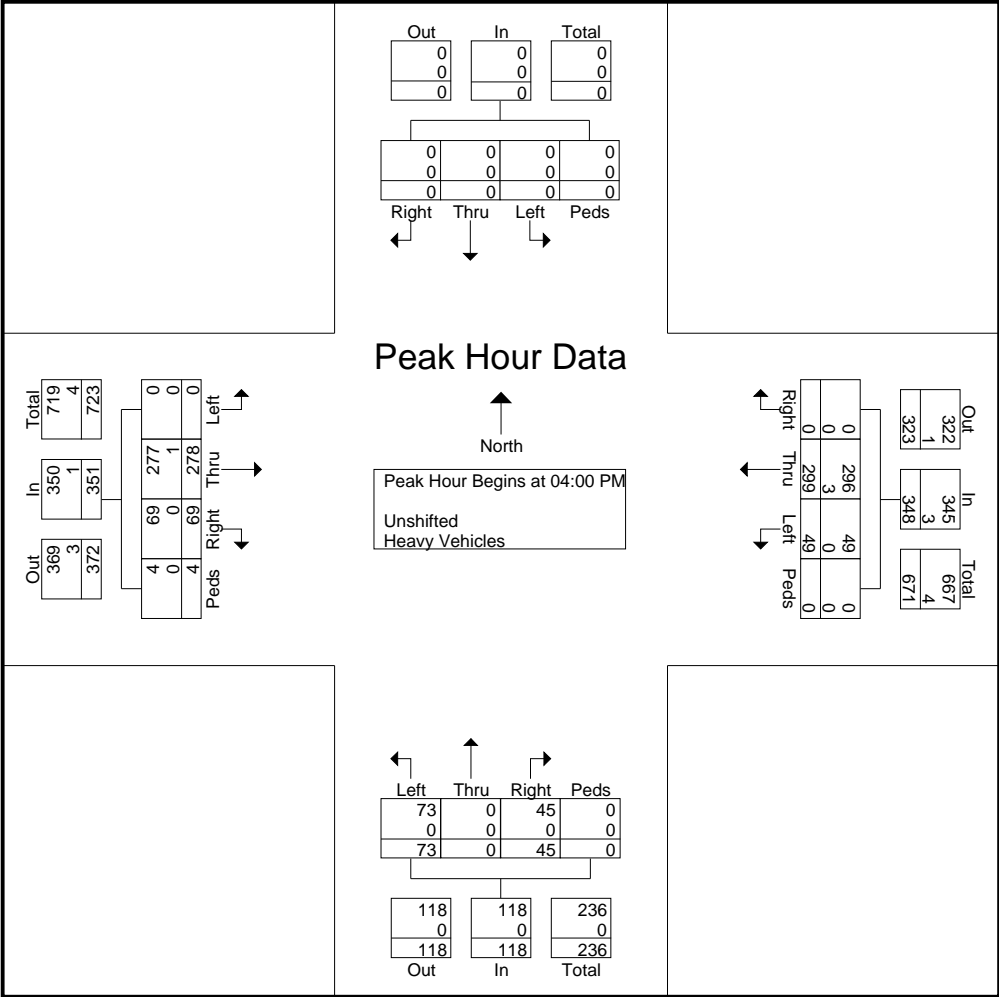 Out In Total
0 0 0
0 0 0
0 0 0
0 0 0 0
0 0 0 0
0 0 0 0
Right Thru Left Peds
Peak Hour Data
North
Peak Hour Begins at 04:00 PM
Unshifted
Heavy Vehicles
Total
719
4
723
In
350
1
351
Out
369
3
372
Left
0
0
0
Thru
277
1
278
Right
69
0
69
Peds
4
0
4
Right
0
0
0
Thru
296
3
299
Left
49
0
49
Peds
0
0
0
Out
322
1
323
In
345
3
348
Total
667
4
671
Left Thru Right Peds
73 0 45 0
0 0 0 0
73 0 45 0
118 118 236
0 0 0
118 118 236
Out In Total